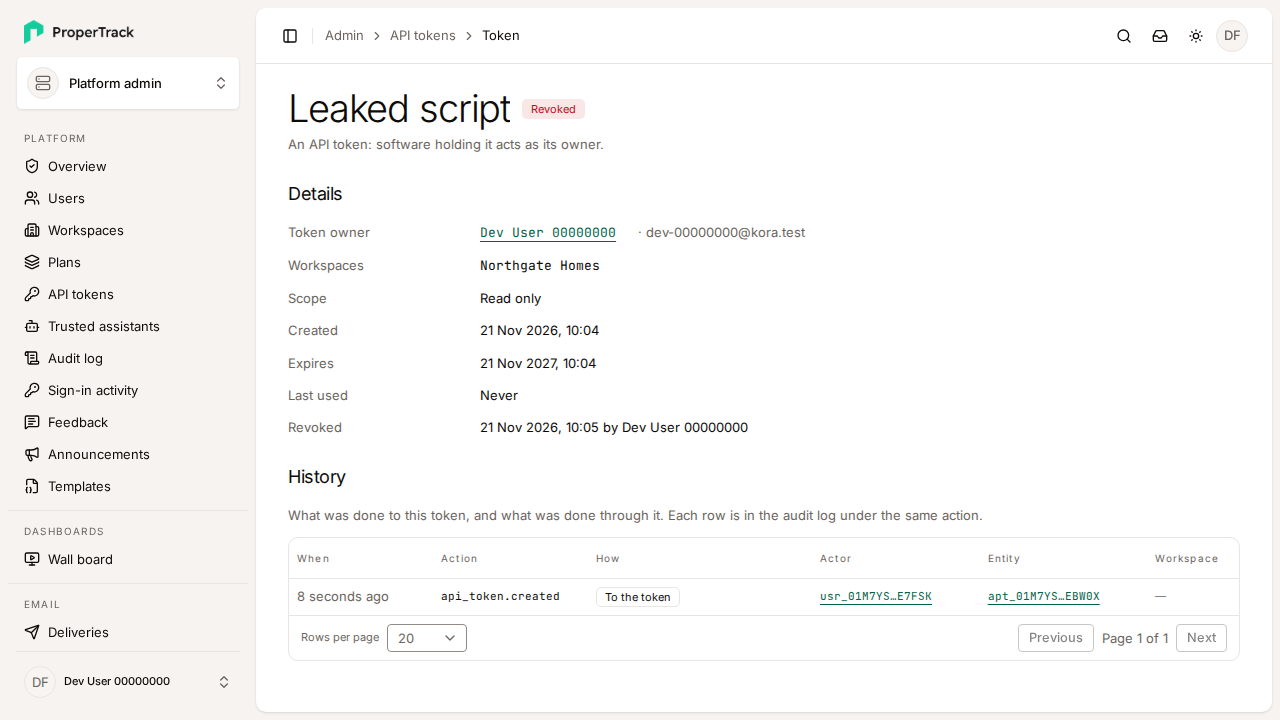 ProperTrack
Platform admin
PLATFORM
Overview
Users
Workspaces
Plans
API tokens
Trusted assistants
Audit log
Sign-in activity
Feedback
Announcements
Templates
DASHBOARDS
Wall board
EMAIL
Deliveries
DF Dev User 00000000
Admin > API tokens > Token
DF
Leaked script Revoked
An API token: software holding it acts as its owner.
Details
Token owner Dev User 00000000 · dev-00000000@kora.test
Workspaces Northgate Homes
Scope Read only
Created 21 Nov 2026, 10:04
Expires 21 Nov 2027, 10:04
Last used Never
Revoked 21 Nov 2026, 10:05 by Dev User 00000000
History
What was done to this token, and what was done through it. Each row is in the audit log under the same action.
When Action How Actor Entity Workspace
8 seconds ago api_token.created To the token usr_01M7YS…E7FSK apt_01M7YS…EBW0X —
Rows per page 20 Previous Page 1 of 1 Next